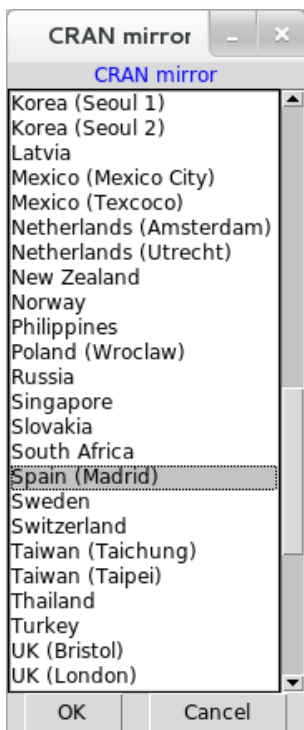 CRAN mirror
CRAN mirror
Korea (Seoul 1)
Korea (Seoul 2)
Latvia
Mexico (Mexico City)
Mexico (Texcoco)
Netherlands (Amsterdam)
Netherlands (Utrecht)
New Zealand
Norway
Philippines
Poland (Wroclaw)
Russia
Singapore
Slovakia
South Africa
Spain (Madrid)
Sweden
Switzerland
Taiwan (Taichung)
Taiwan (Taipei)
Thailand
Turkey
UK (Bristol)
UK (London)
OK Cancel